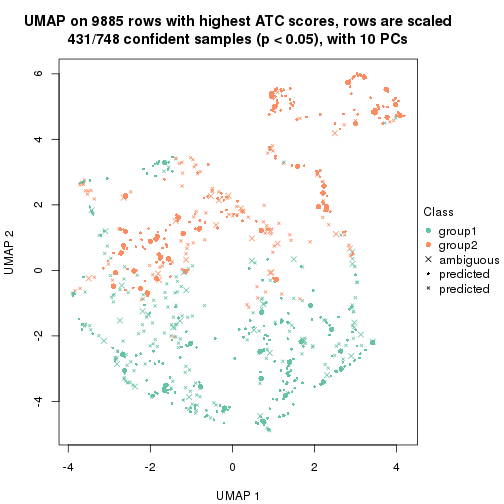 UMAP on 9885 rows with highest ATC scores, rows are scaled
431/748 confident samples (p < 0.05), with 10 PCs
6
4
2
0
-2
-4
UMAP 2
-4
-2
0
2
4
UMAP 1
Class
group1
group2
ambiguous
predicted
predicted